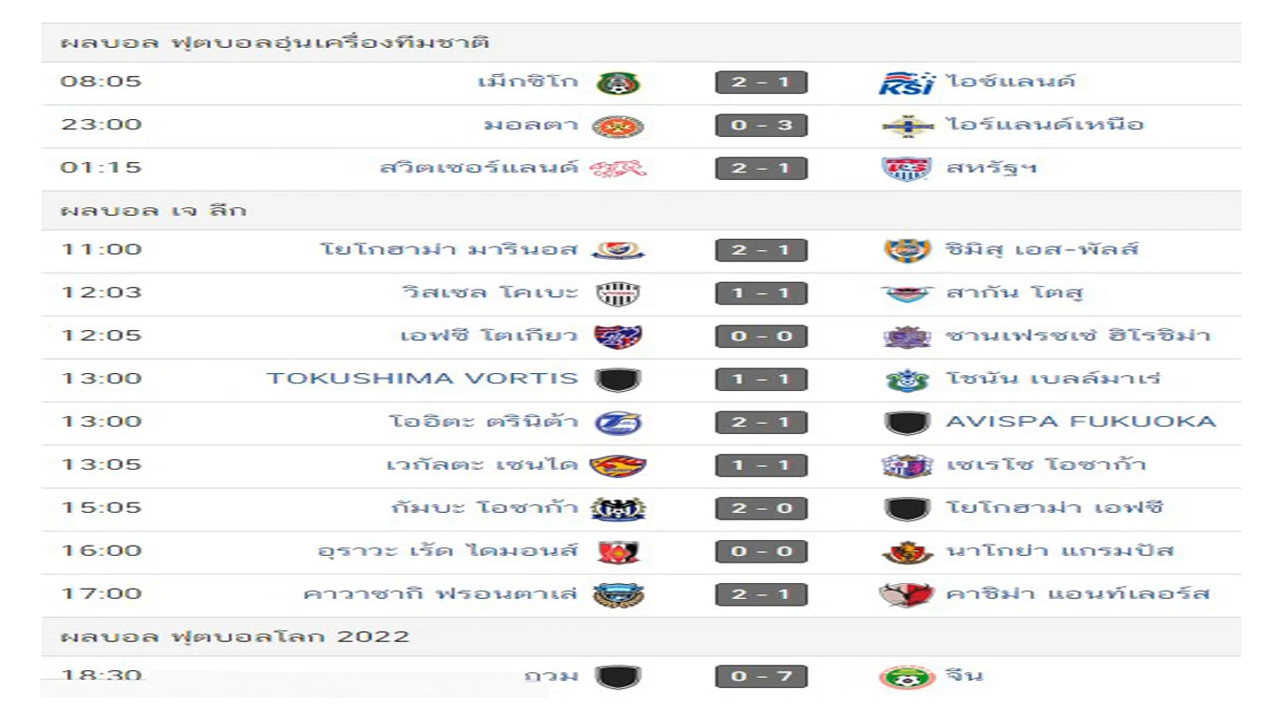 ผลบอล ฟุตบอลอุ่นเครื่องทีมชาติ
08:05 เม็กซิโก 2 - 1 KSI ไอซ์แลนด์
23:00 มอลตา 0 - 3 ไอร์แลนด์เหนือ
01:15 สวิตเซอร์แลนด์ 2 - 1 US สหรัฐฯ
ผลบอล เจ ลีก
11:00 โยโกฮาม่า มารินอส 2 - 1 ชิมิสุ เอส-พัลส์
12:03 วิสเซล โคเบะ 1 - 1 สากัน โตสุ
12:05 เอฟซี โตเกียว 0 - 0 ซานเฟรซเช่ ฮิโรชิม่า
13:00 TOKUSHIMA VORTIS 1 - 1 โชนัน เบลล์มาเร่
13:00 โออิตะ ตรินิต้า 2 - 1 AVISPA FUKUOKA
13:05 เวกัลตะ เซนได 1 - 1 เซเรโซ โอซาก้า
15:05 กัมบะ โอซาก้า 2 - 0 โยโกฮาม่า เอฟซี
16:00 อุราวะ เร้ด ไดมอนส์ 0 - 0 นาโกย่า แกรมปัส
17:00 คาวาซากิ ฟรอนตาเล่ 2 - 1 คาชิม่า แอนท์เลอร์ส
ผลบอล ฟุตบอลโลก 2022
18:30 กวม 0 - 7 จีน